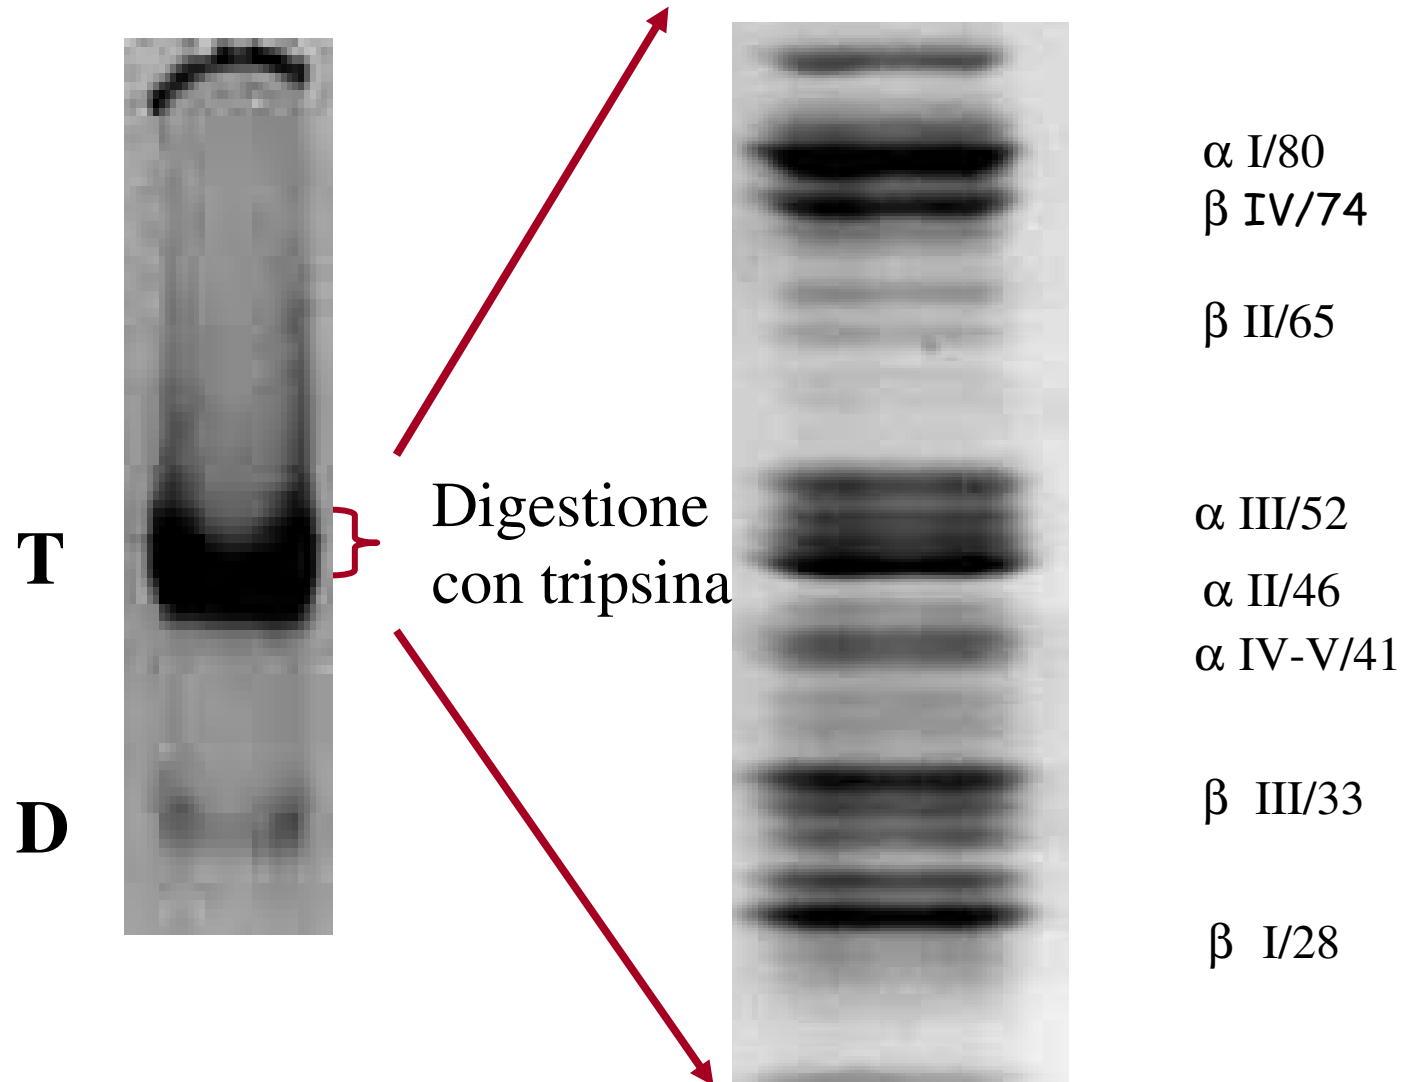 α I/80
β IV/74
β II/65
Digestione
con tripsina
α III/52
T
α II/46
α IV-V/41
β III/33
D
β I/28